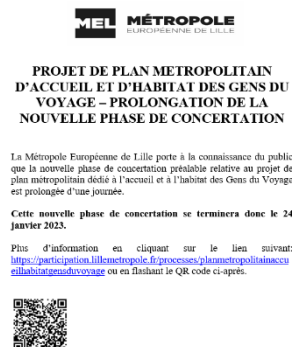 MEL MÉTROPOLE
EUROPÉENNE DE LILLE
PROJET DE PLAN METROPOLITAIN
D'ACCUEIL ET D'HABITAT DES GENS DU
VOYAGE – PROLONGATION DE LA
NOUVELLE PHASE DE CONCERTATION
La Métropole Européenne de Lille porte à la connaissance du public
que la nouvelle phase de concertation préalable relative au projet de
plan métropolitain dédié à l'accueil et à l'habitat des Gens du Voyage
est prolongée d'une journée.
Cette nouvelle phase de concertation se terminera donc le 24
janvier 2023.
Plus d'information en cliquant sur le lien suivant:
https://participation.lillemetropole.fr/processes/planmetropolitainaccu
eilhabitatgensduvoyage ou en flashant le QR code ci-après.